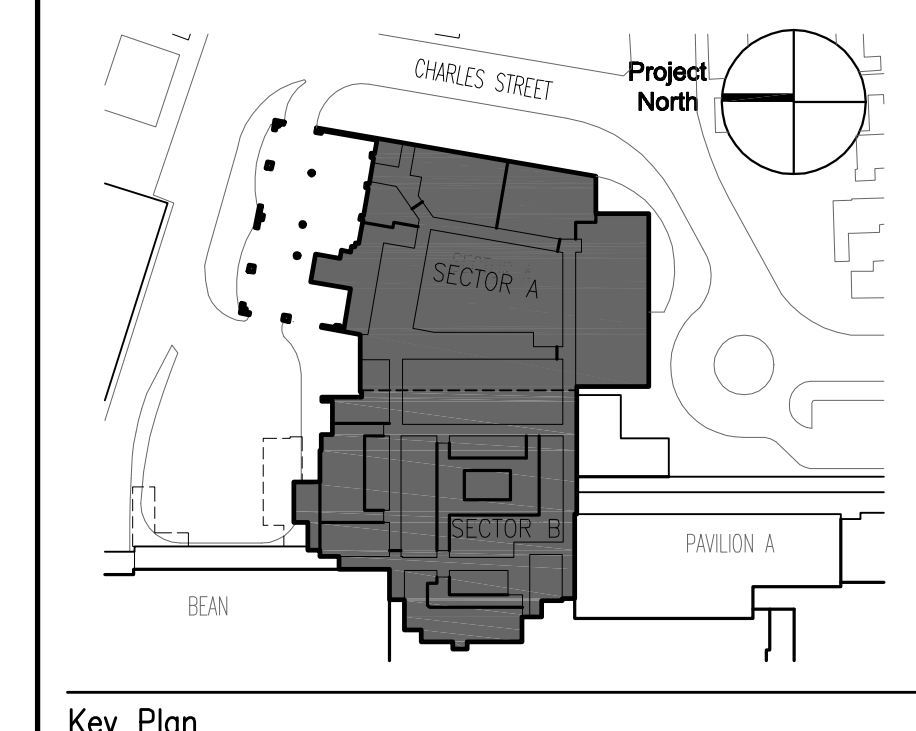 CHARLES STREET
Project
North
SECTOR A
SECTOR B
PAVILION A
BEAN
Key Plan